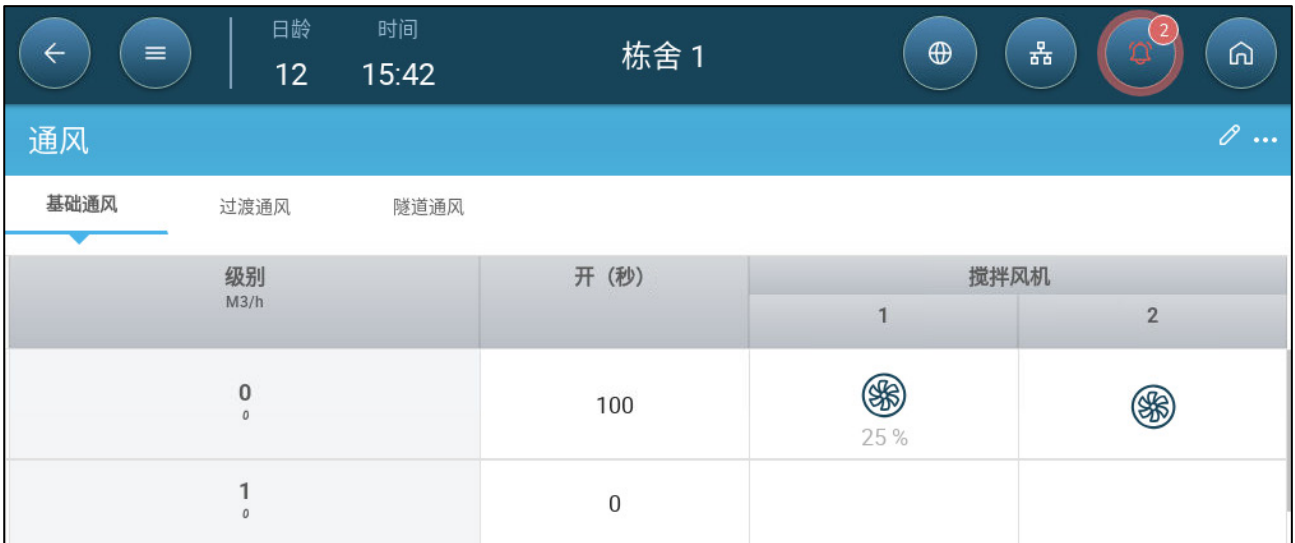 日龄 时间
12 15:42
栋舍 1
2
通风
基础通风 过渡通风 隧道通风
级别 开（秒） 搅拌风机
M3/h
1 2
0 100
0
25 %
1 0
0